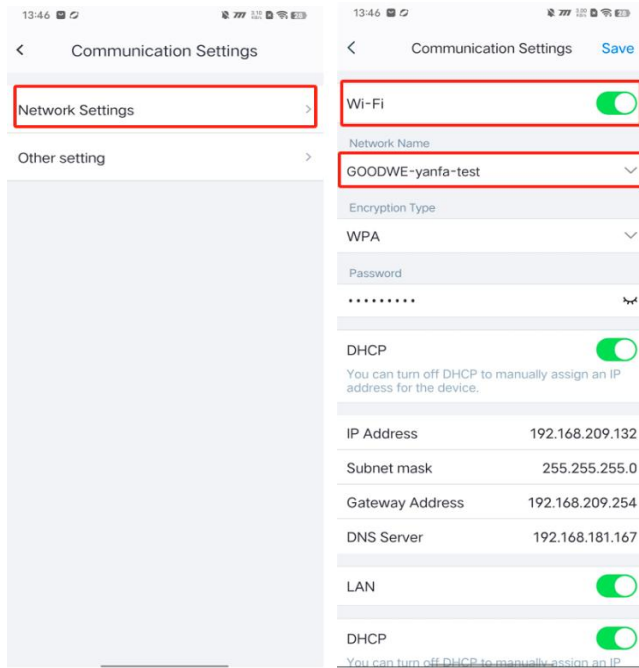 13:46
Communication Settings
Network Settings
Other setting
13:46
Communication Settings
Save
Wi-Fi
Network Name
GOODWE-yanfa-test
Encryption Type
WPA
Password
DHCP
You can turn off DHCP to manually assign an IP
address for the device.
IP Address 192.168.209.132
Subnet mask 255.255.255.0
Gateway Address 192.168.209.254
DNS Server 192.168.181.167
LAN
DHCP
You can turn off DHCP to manually assign an IP